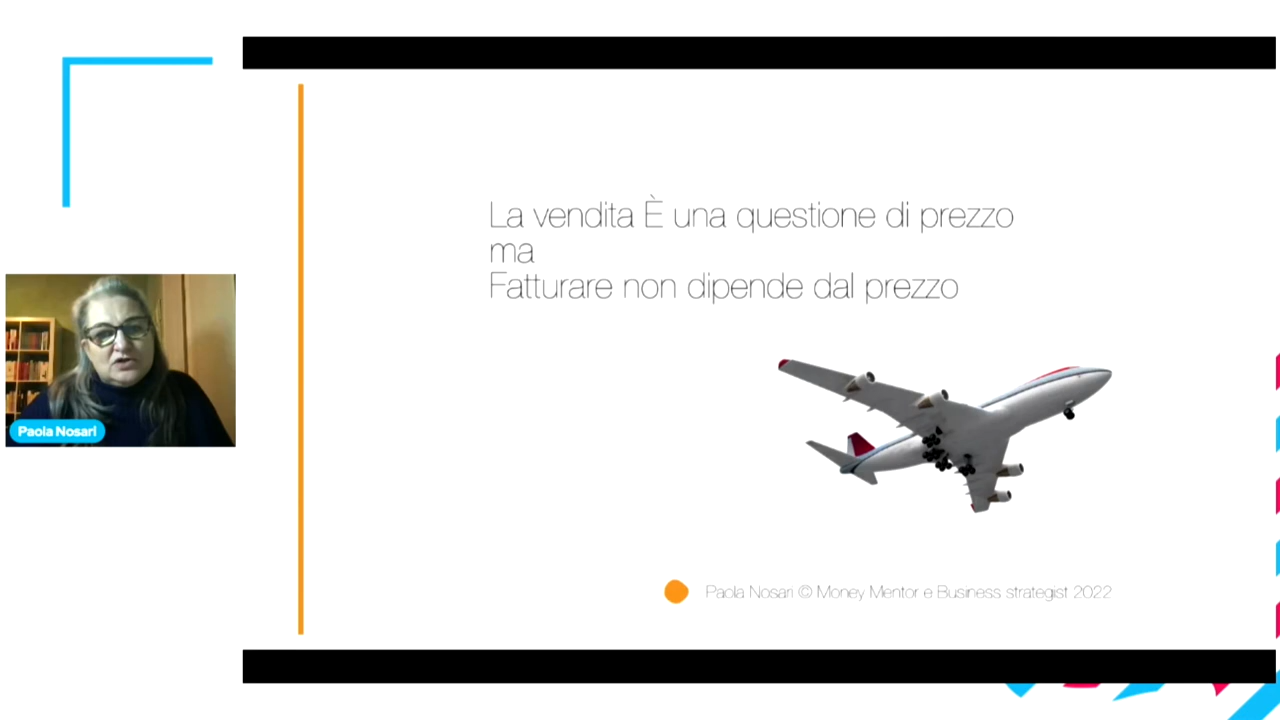 La vendita È una questione di prezzo
ma
Fatturare non dipende dal prezzo
Paola Nosari
Paola Nosari © Money Mentor e Business strategist 2022